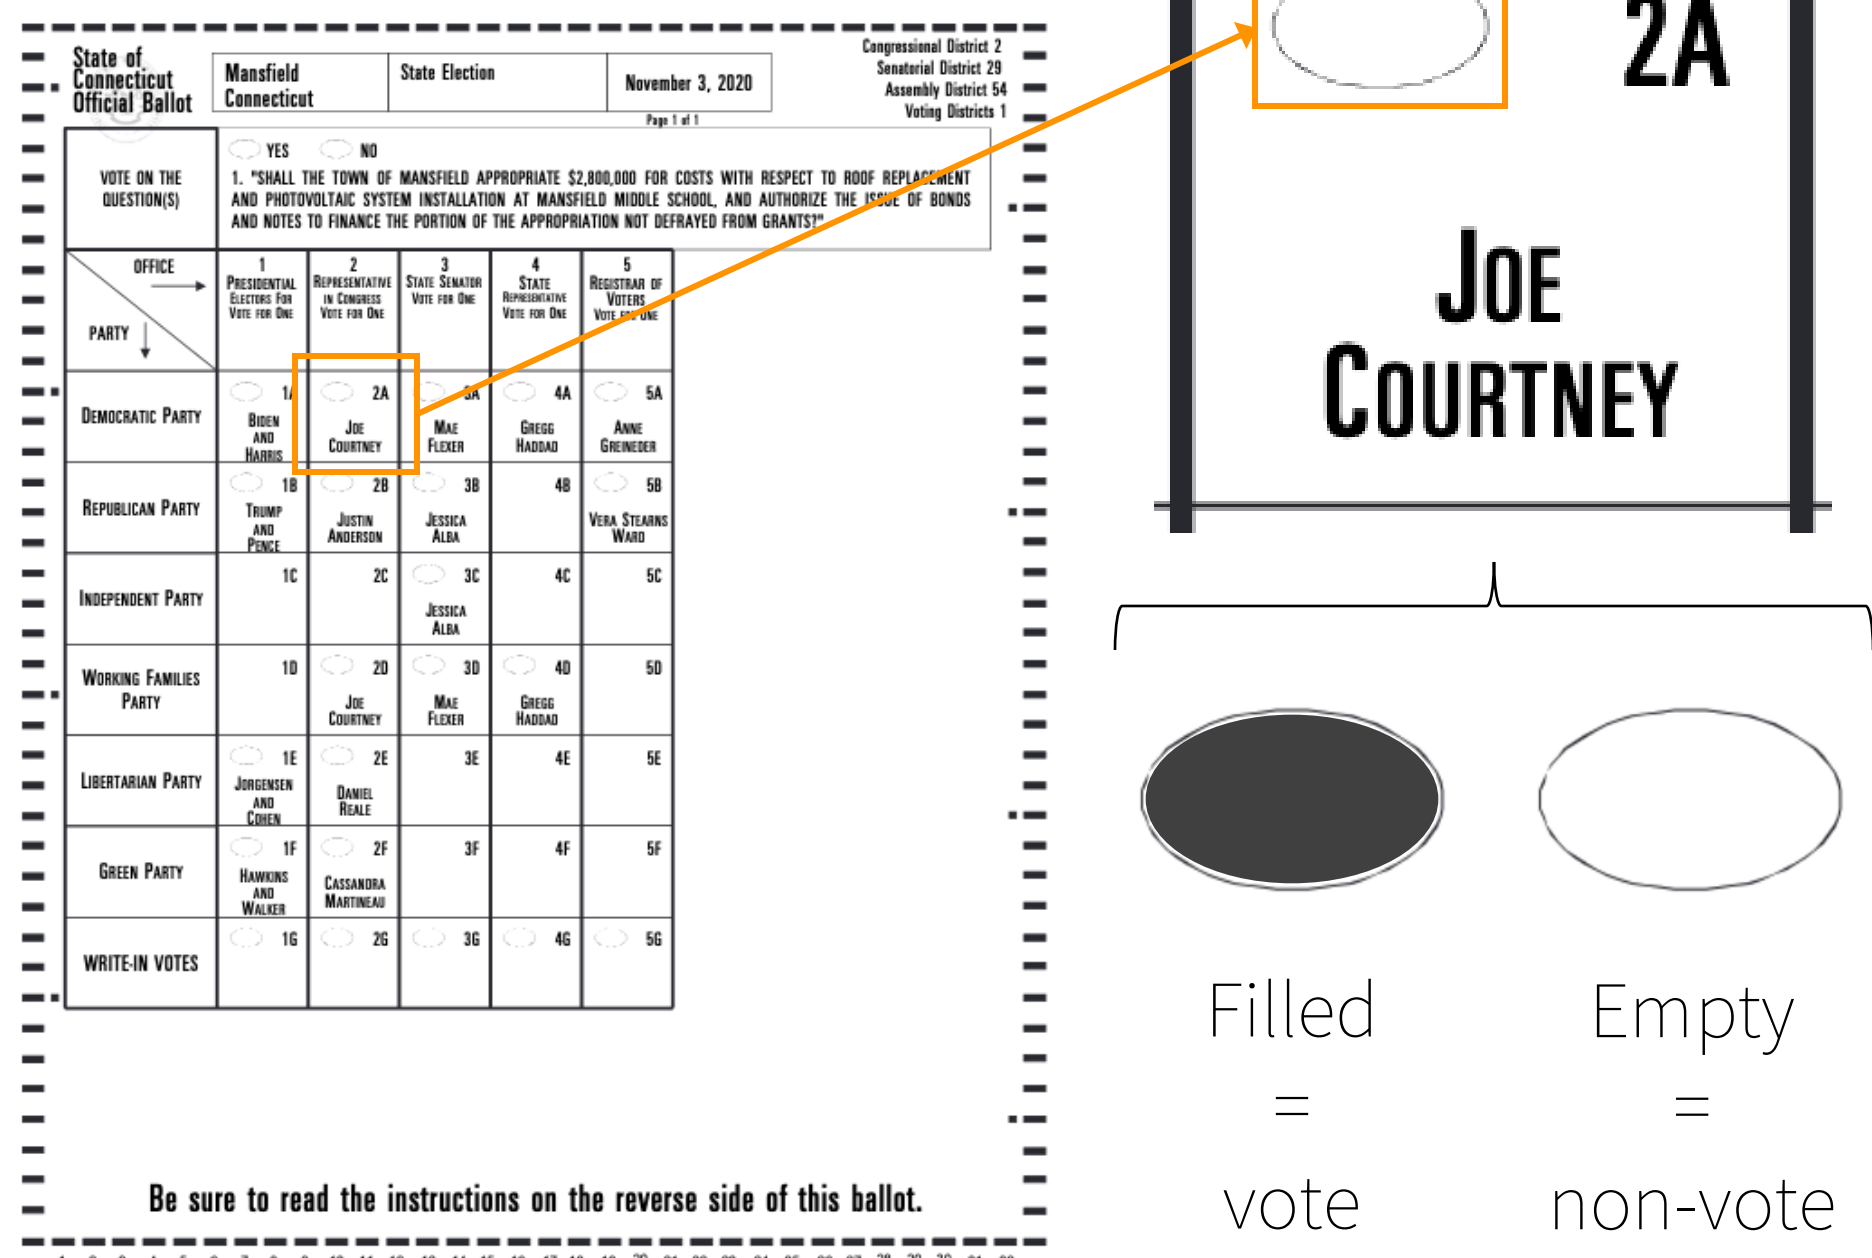 State of
Connecticut
Official Ballot
Mansfield
Connecticut
State Election
November 3, 2020
Congressional District 2
Senatorial District 29
Assembly District 54
Voting Districts 1
Page 1 of 1
VOTE ON THE
QUESTION(S)
YES NO
1. "SHALL THE TOWN OF MANSFIELD APPROPRIATE $2,800,000 FOR COSTS WITH RESPECT TO ROOF REPLACEMENT
AND PHOTOVOLTAIC SYSTEM INSTALLATION AT MANSFIELD MIDDLE SCHOOL, AND AUTHORIZE THE ISSUE OF BONDS
AND NOTES TO FINANCE THE PORTION OF THE APPROPRIATION NOT DEFRAYED FROM GRANTS?"
OFFICE
PARTY
1
PRESIDENTIAL
ELECTORS FOR
VOTE FOR ONE
2
REPRESENTATIVE
IN CONGRESS
VOTE FOR ONE
3
STATE SENATOR
VOTE FOR ONE
4
STATE
REPRESENTATIVE
VOTE FOR ONE
5
REGISTRAR OF
VOTERS
VOTE FOR ONE
DEMOCRATIC PARTY
1A
BIDEN
AND
HARRIS
2A
JOE
COURTNEY
3A
MAE
FLEXER
4A
GREGG
HADDAD
5A
ANNE
GREINEDER
REPUBLICAN PARTY
1B
TRUMP
AND
PENCE
2B
JUSTIN
ANDERSON
3B
JESSICA
ALBA
4B
5B
VERA STEARNS
WARD
INDEPENDENT PARTY
1C
2C
3C
JESSICA
ALBA
4C
5C
WORKING FAMILIES
PARTY
1D
2D
JOE
COURTNEY
3D
MAE
FLEXER
4D
GREGG
HADDAD
5D
LIBERTARIAN PARTY
1E
JORGENSEN
AND
COHEN
2E
DANIEL
REALE
3E
4E
5E
GREEN PARTY
1F
HAWKINS
AND
WALKER
2F
CASSANDRA
MARTINEAU
3F
4F
5F
WRITE-IN VOTES
1G
2G
3G
4G
5G
Be sure to read the instructions on the reverse side of this ballot.
2A
JOE
COURTNEY
Filled
=
vote
Empty
=
non-vote